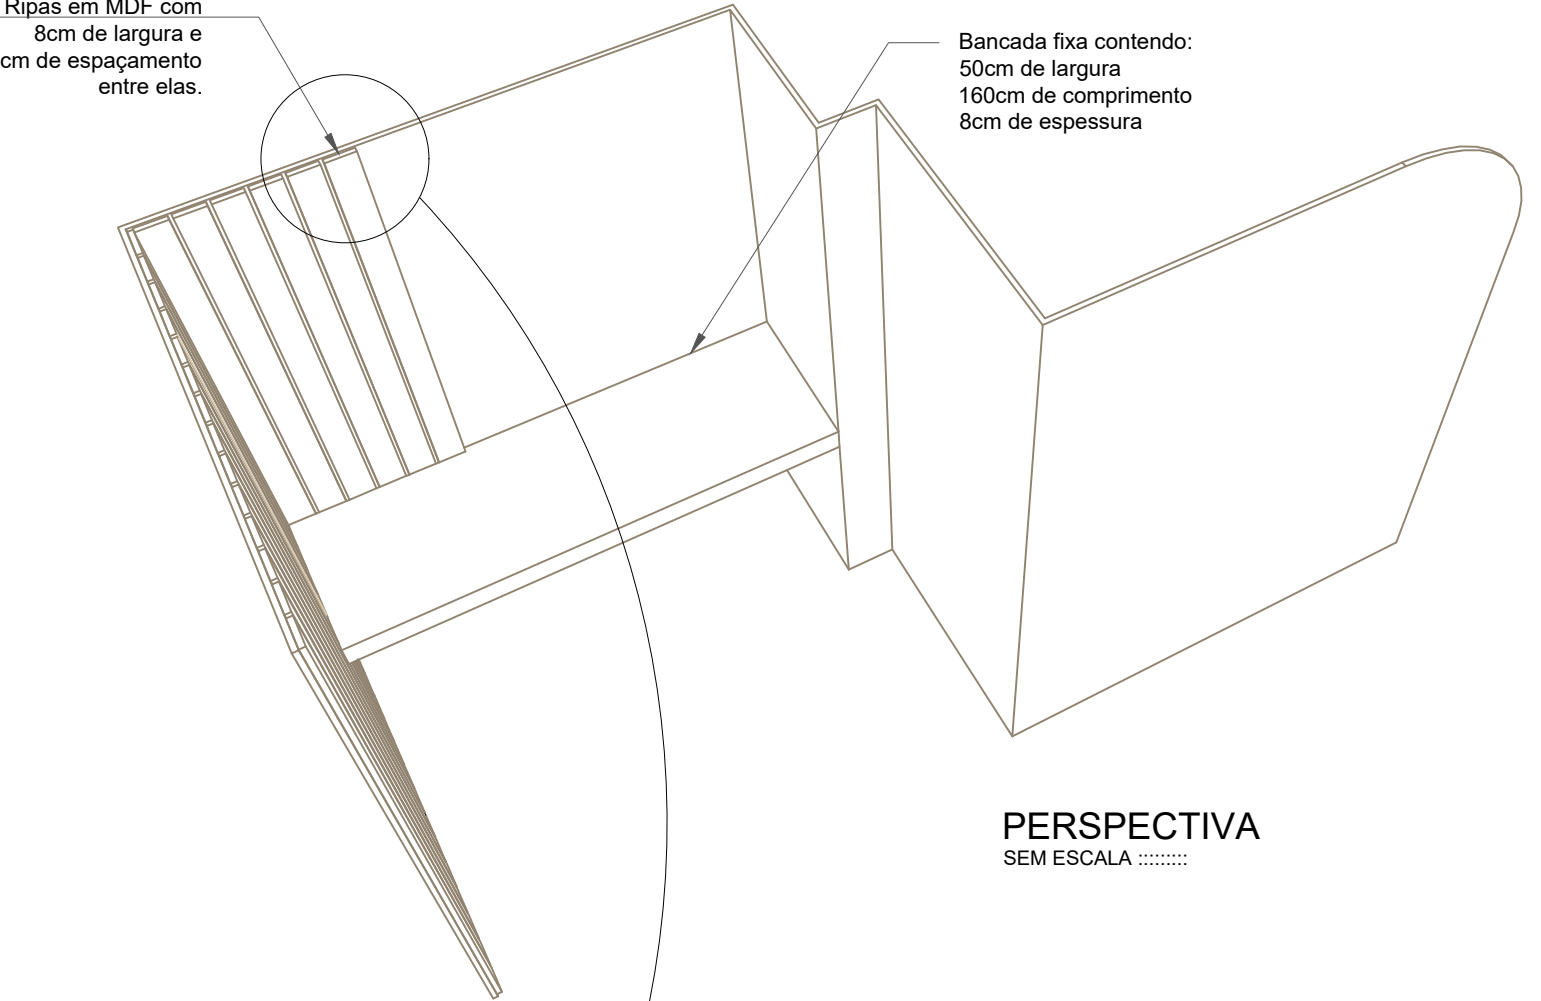 Ripas em MDF com
8cm de largura e
cm de espaçamento
entre elas.
Bancada fixa contendo:
50cm de largura
160cm de comprimento
8cm de espessura
PERSPECTIVA
SEM ESCALA :::::::::